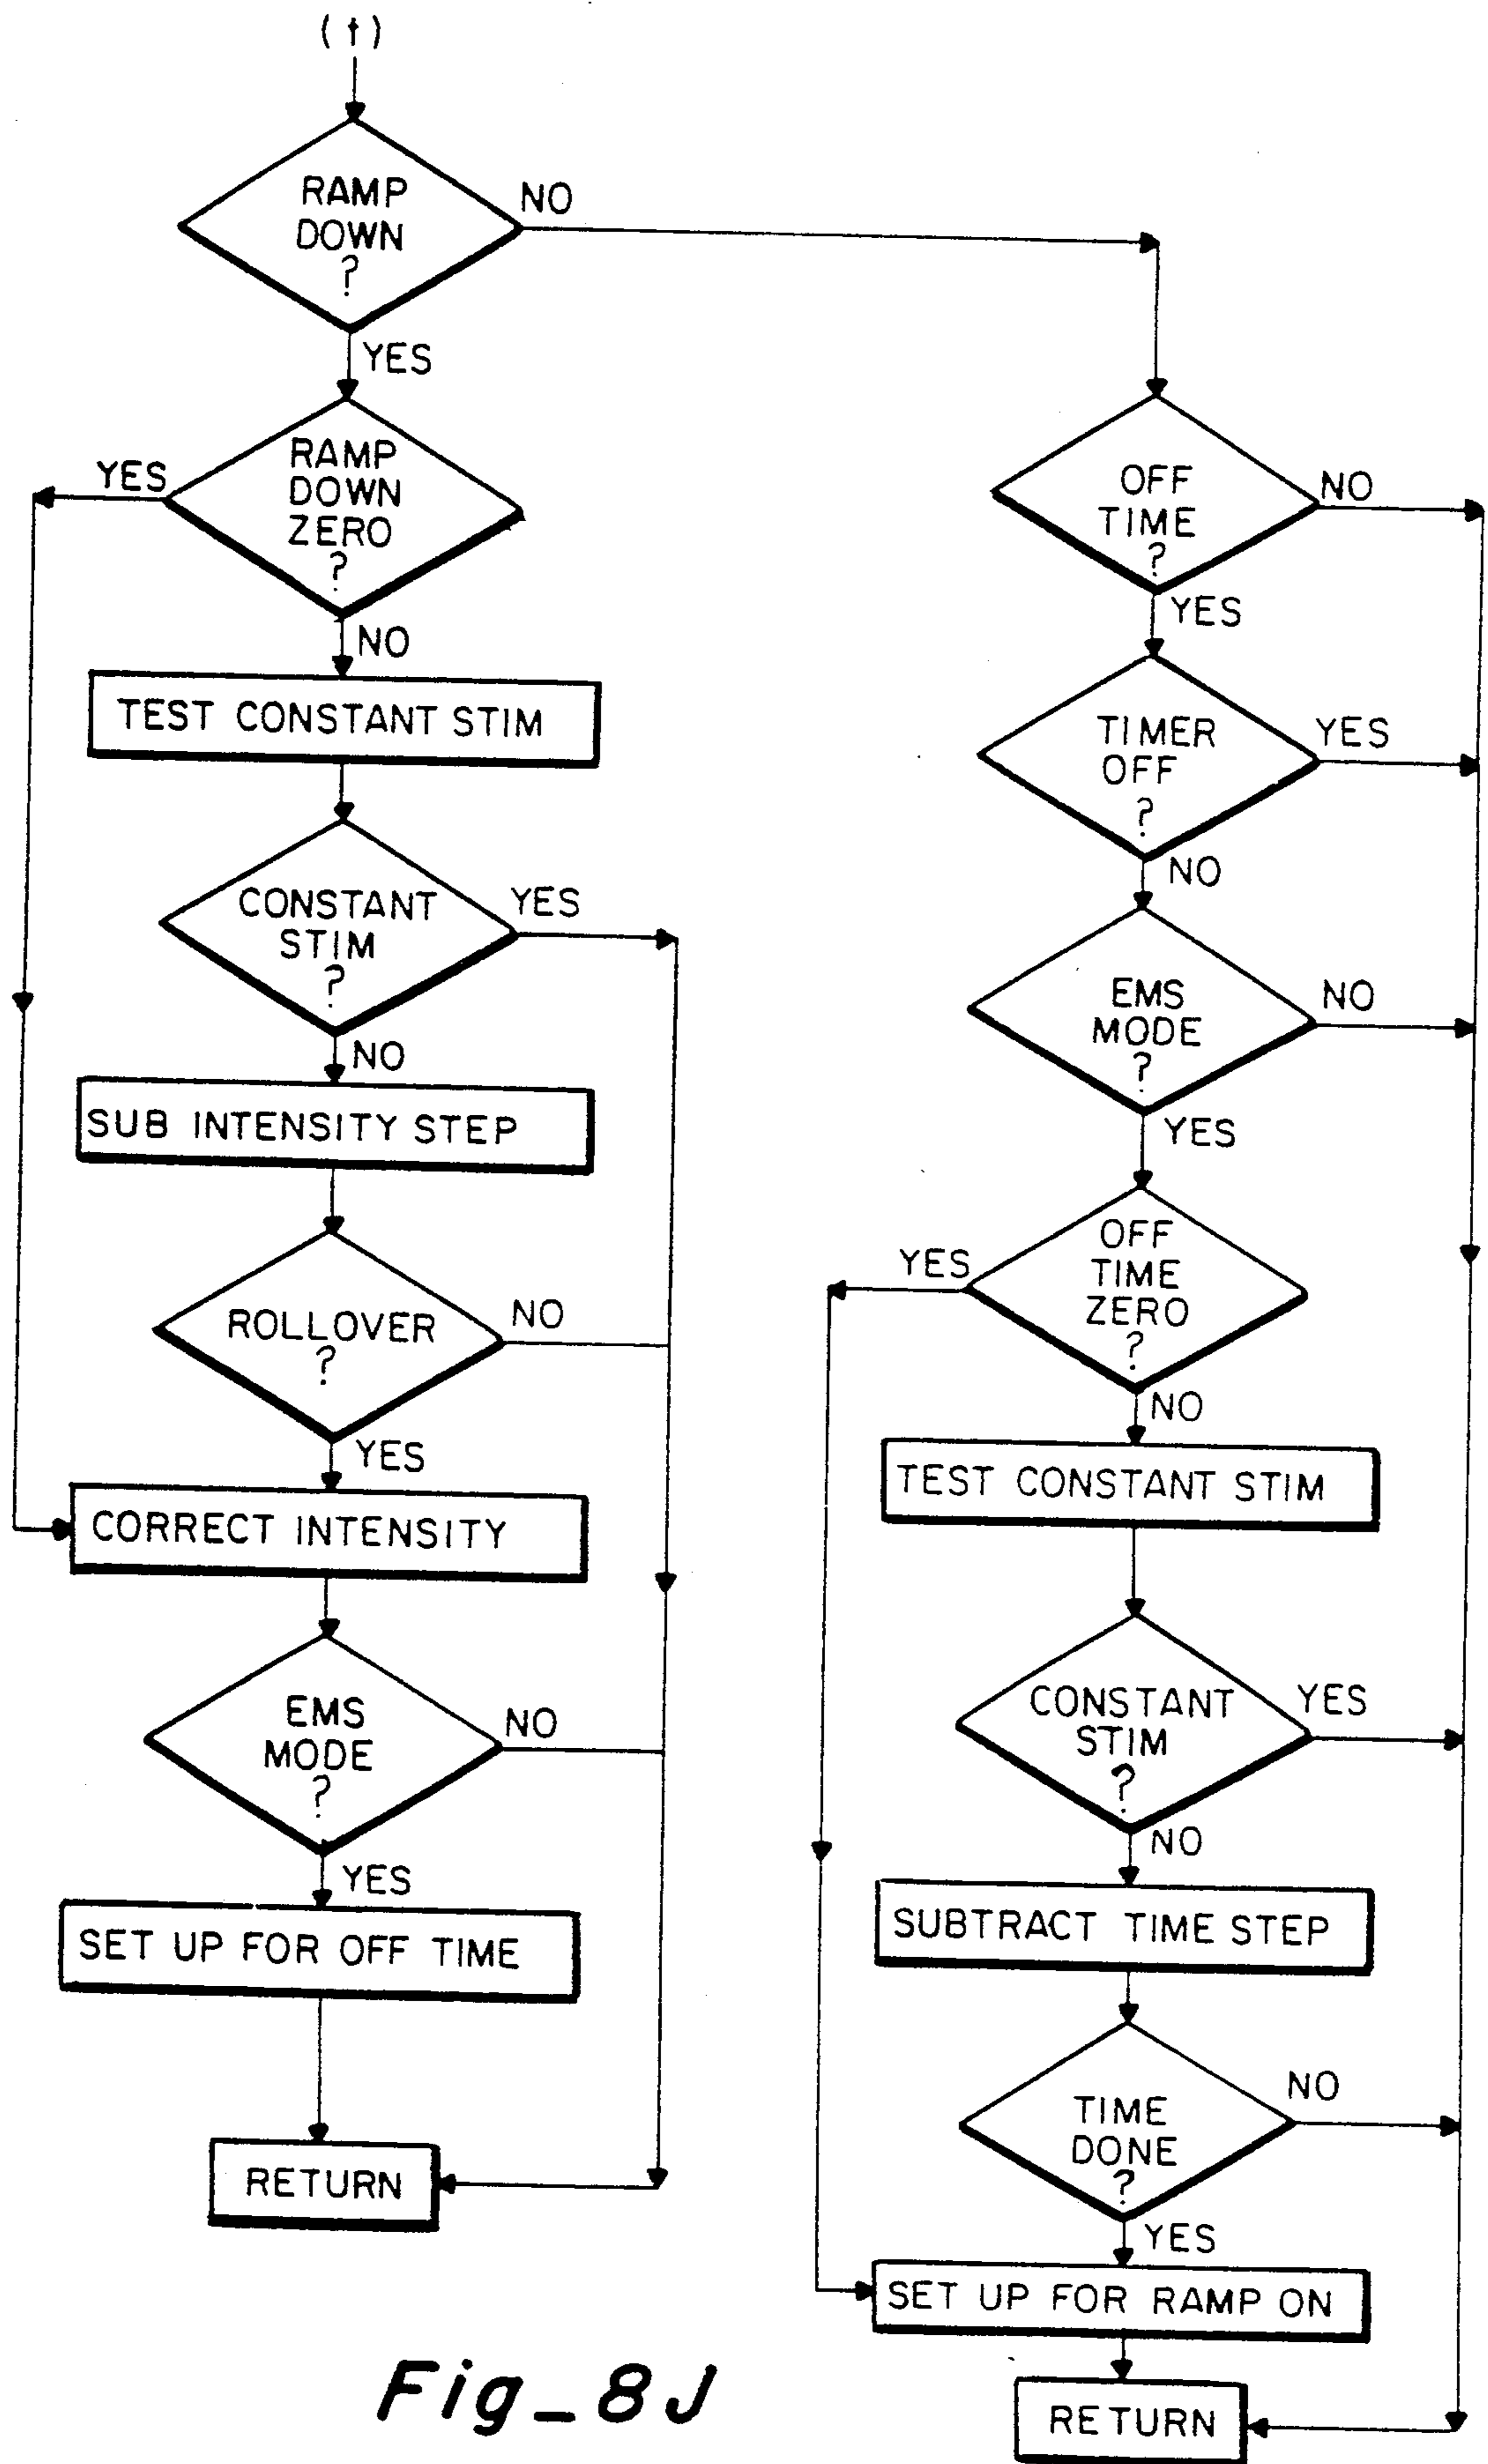 (t)
RAMP
DOWN
?
NO
YES
RAMP
DOWN
ZERO
?
YES
NO
TEST CONSTANT STIM
CONSTANT
STIM
?
YES
NO
SUB INTENSITY STEP
ROLLOVER
?
NO
YES
CORRECT INTENSITY
EMS
MODE
?
NO
YES
SET UP FOR OFF TIME
RETURN
OFF
TIME
?
NO
YES
TIMER
OFF
?
YES
NO
EMS
MODE
?
NO
YES
OFF
TIME
ZERO
?
YES
NO
TEST CONSTANT STIM
CONSTANT
STIM
?
YES
NO
SUBTRACT TIME STEP
TIME
DONE
?
NO
YES
SET UP FOR RAMP ON
RETURN
Fig_8J